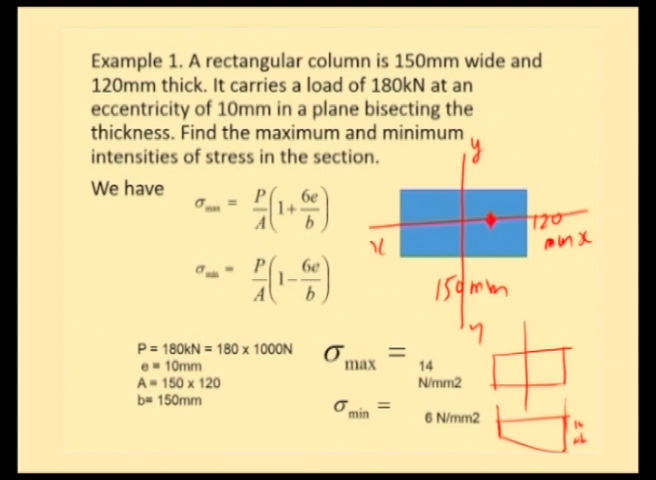 Example 1. A rectangular column is 150mm wide and
120mm thick. It carries a load of 180kN at an
eccentricity of 10mm in a plane bisecting the
thickness. Find the maximum and minimum
intensities of stress in the section.
y
We have
σmax = P/A(1+6e/b)
120
mm x
x
σmin = P/A(1-6e/b)
150mm
y
P = 180kN = 180 x 1000N
e = 10mm
A = 150 x 120
b= 150mm
σmax = 14
N/mm2
σmin = 6 N/mm2